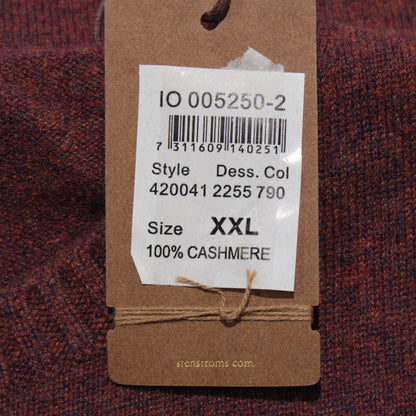 IO 005250-2
7 311609 140251
Style Dess. Col
420041 2255 790
Size XXL
100% CASHMERE
stenstroms.com